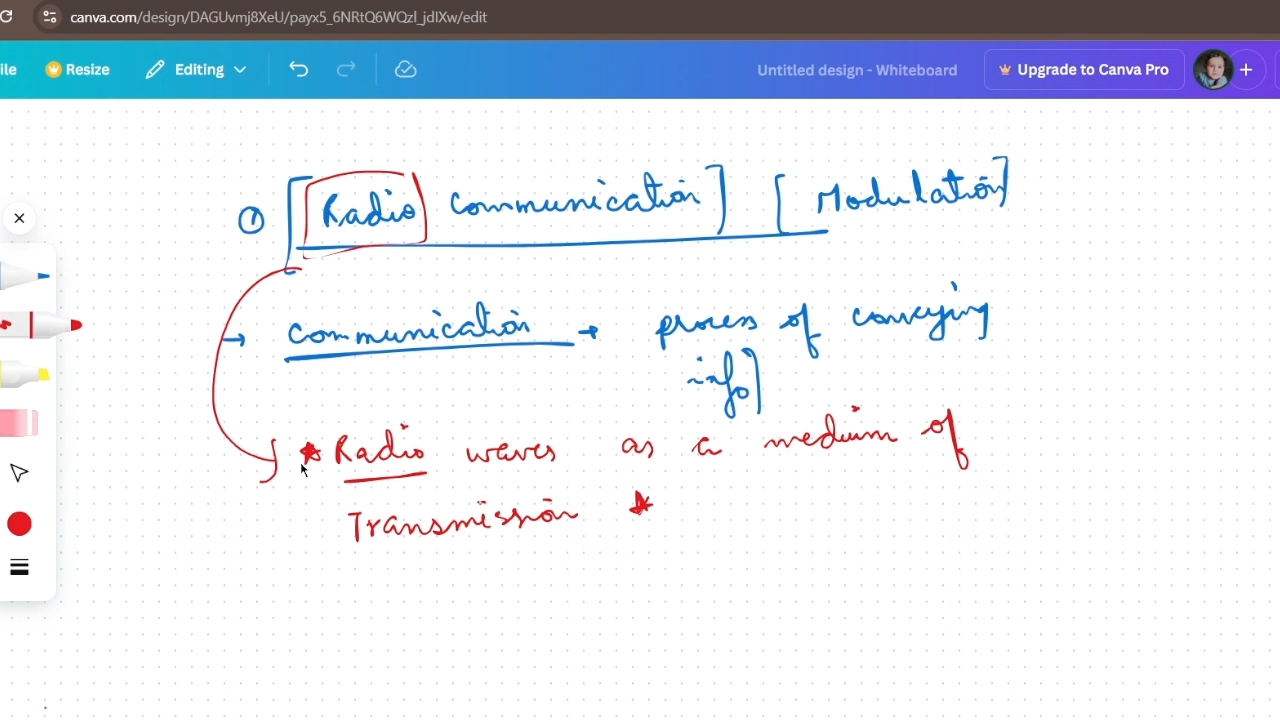 canva.com/design/DAGUvmj8XeU/payx5_6NRtQ6WQzl_jdIXw/edit
ile Resize Editing Untitled design - Whiteboard Upgrade to Canva Pro +
① [Radio communication] [Modulation]
→ communication → process of conveying
info]
★ Radio waves as a medium of
Transmission ★